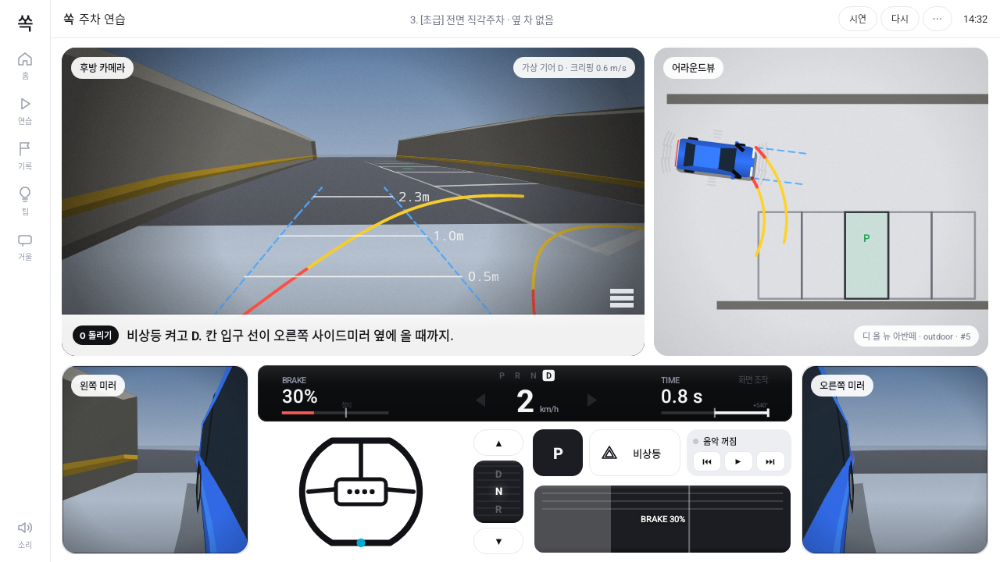 쏙
쏙 주차 연습
3. [초급] 전면 직각주차 · 옆 차 없음
시연
다시
···
14:32
홈
연습
기록
팁
거울
소리
후방 카메라
가상 기어 D · 크리핑 0.6 m/s
2.3m
1.0m
0.5m
O 돌리기
비상등 켜고 D. 칸 입구 선이 오른쪽 사이드미러 옆에 올 때까지.
어라운드뷰
P
디 올 뉴 아반떼 · outdoor · #5
왼쪽 미러
BRAKE
30%
P R N D
2 km/h
TIME
0.8 s
화면 조작
오른쪽 미러
▲
D
N
R
▼
P
비상등
음악 꺼짐
BRAKE 30%